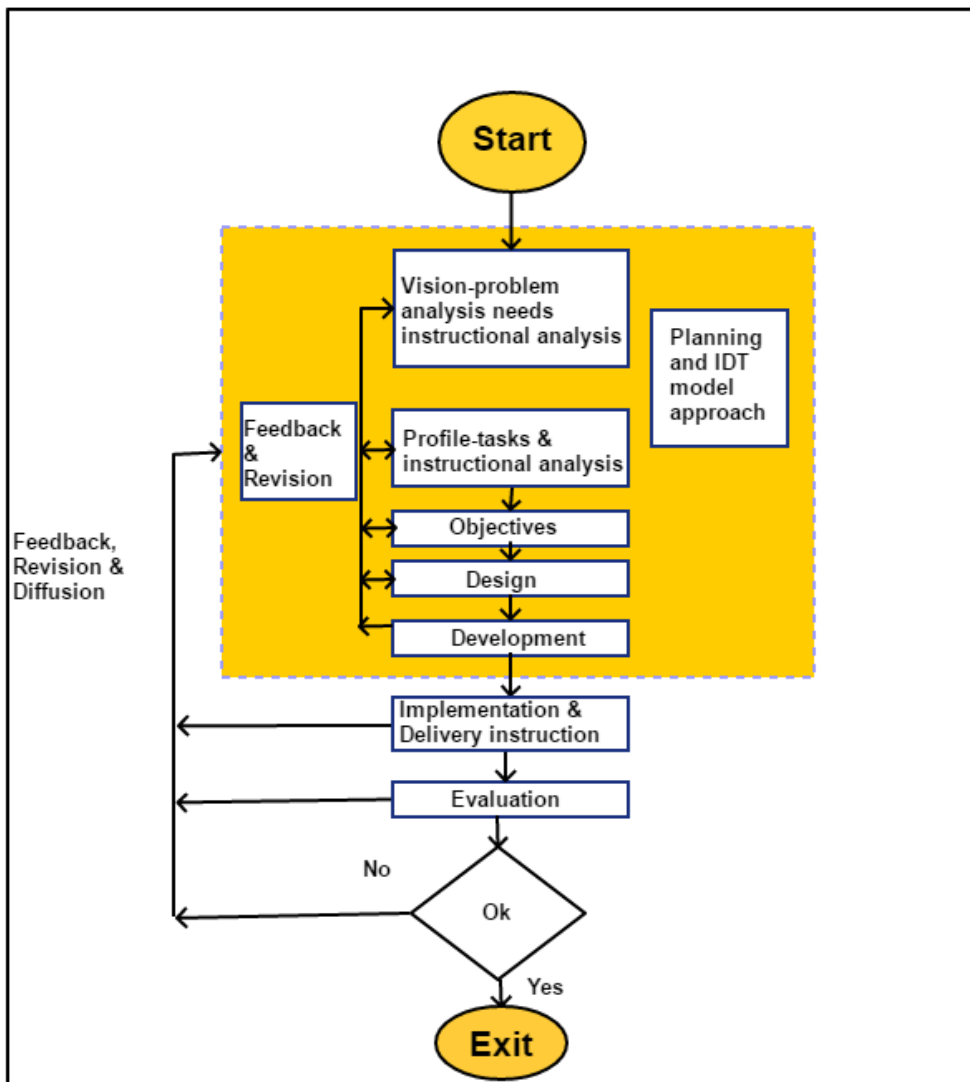 Start
Vision-problem
analysis needs
instructional analysis
Planning
and IDT
model
approach
Feedback
&
Revision
Profile-tasks &
instructional analysis
Objectives
Feedback,
Revision &
Diffusion
Design
Development
Implementation &
Delivery instruction
Evaluation
No
Ok
Yes
Exit